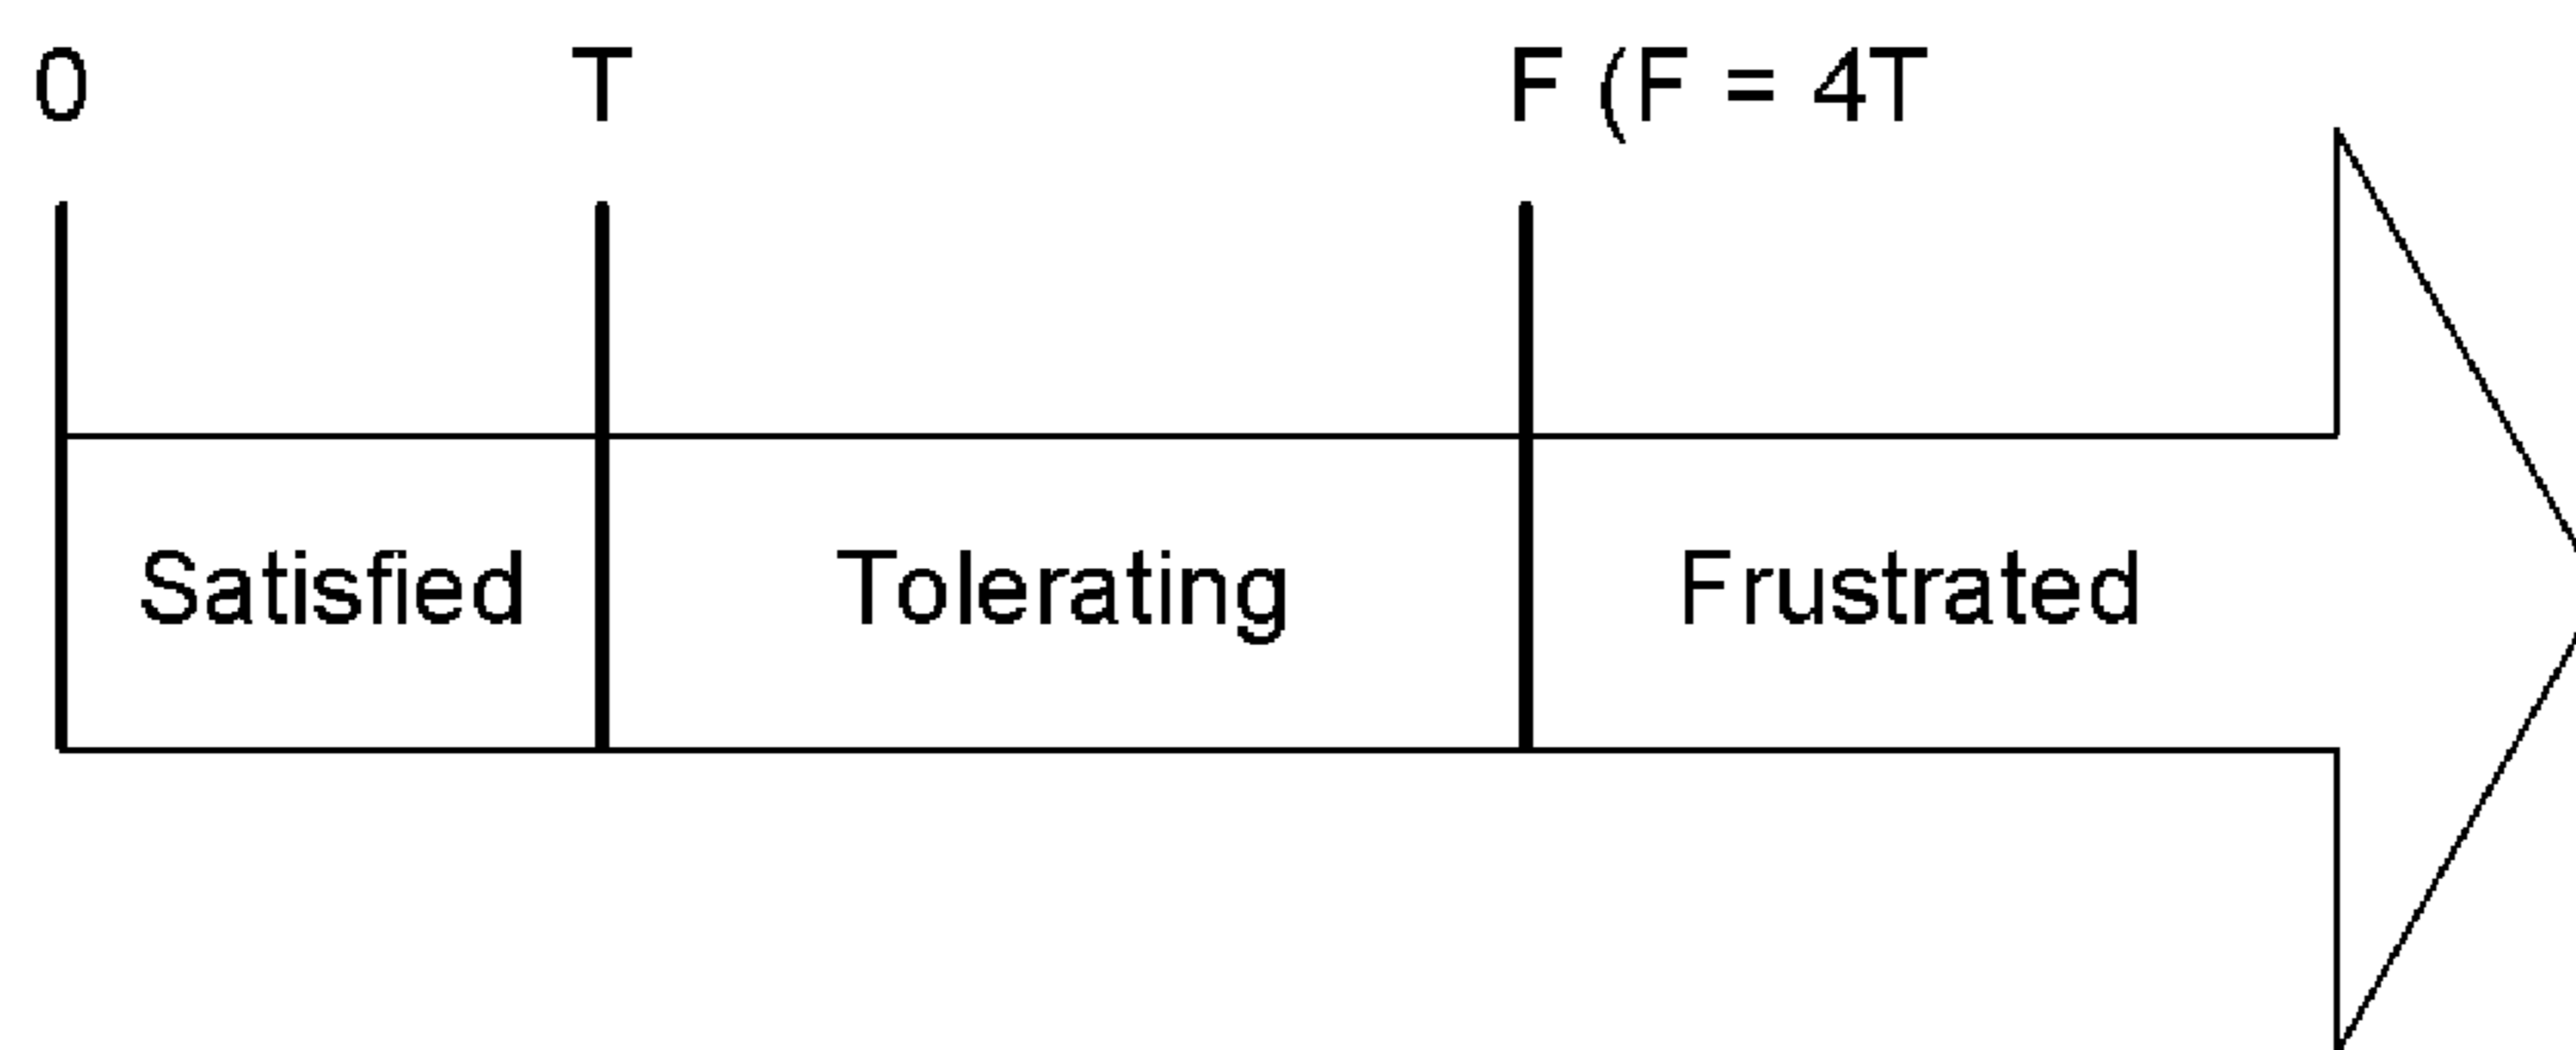 0 T F (F = 4T
Satisfied Tolerating Frustrated